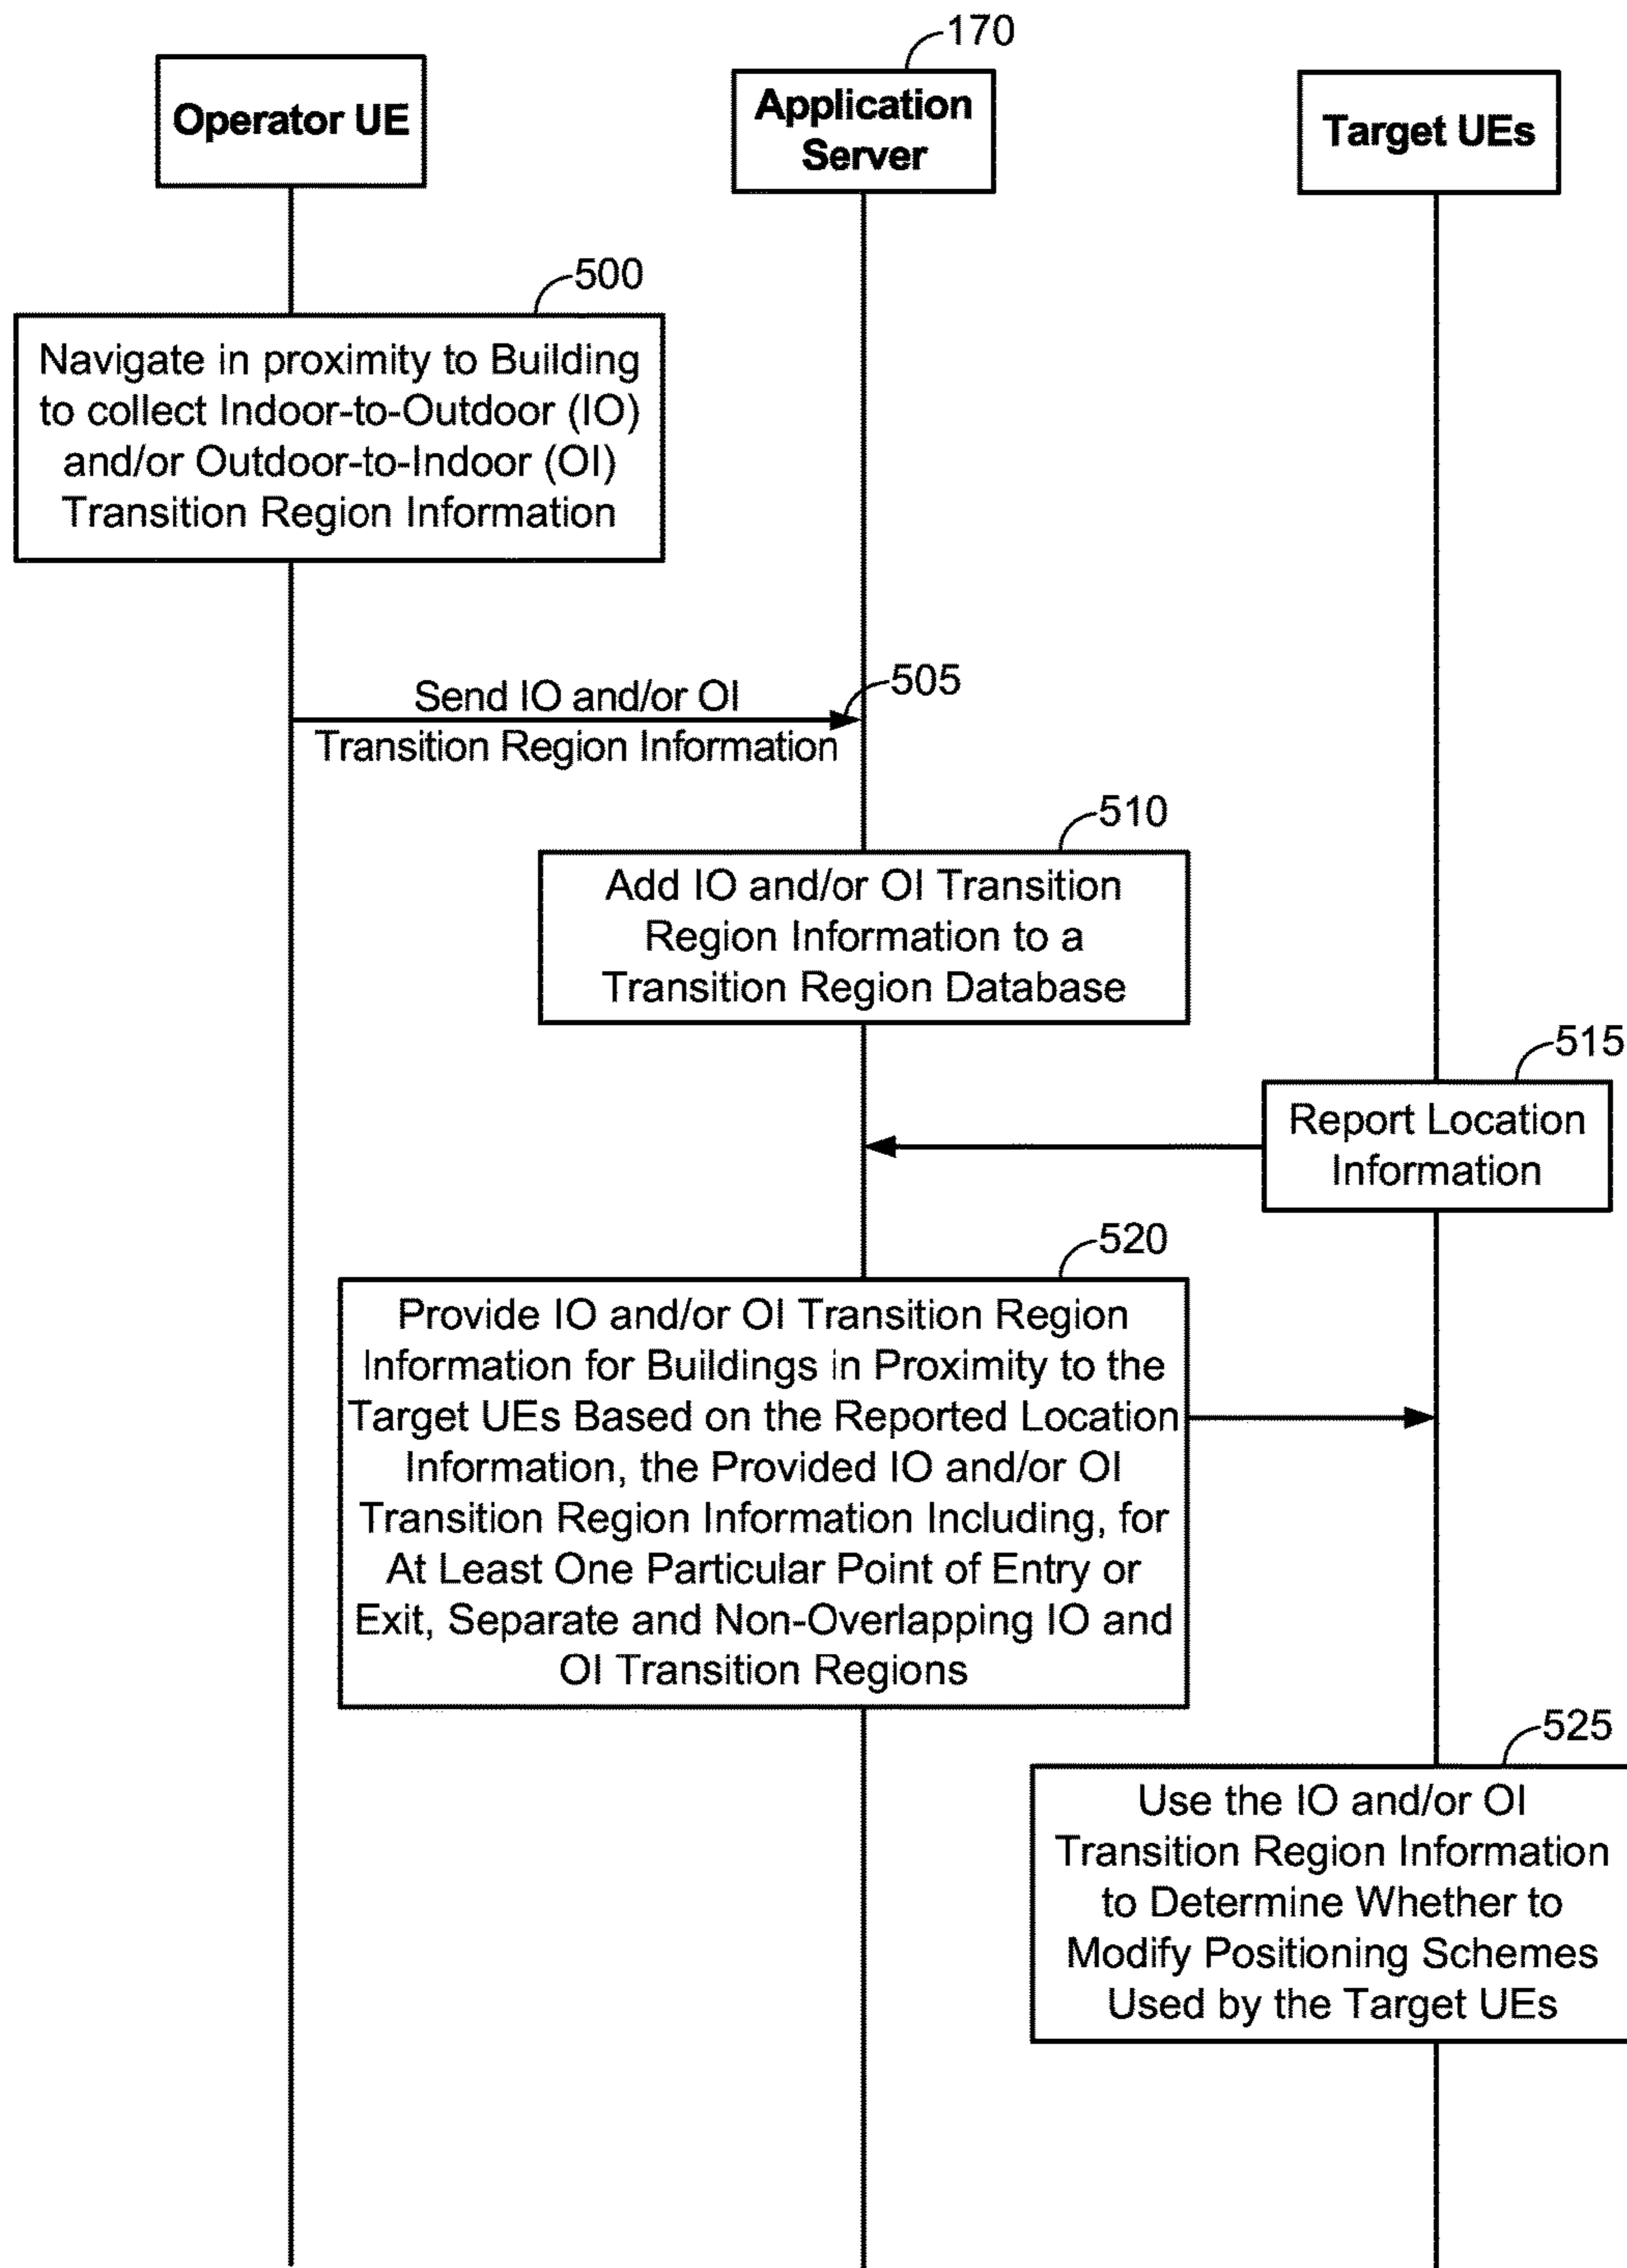 170
Operator UE
Application
Server
Target UEs
500
Navigate in proximity to Building
to collect Indoor-to-Outdoor (IO)
and/or Outdoor-to-Indoor (OI)
Transition Region Information
505
Send IO and/or OI
Transition Region Information
510
Add IO and/or OI Transition
Region Information to a
Transition Region Database
515
Report Location
Information
520
Provide IO and/or OI Transition Region
Information for Buildings in Proximity to the
Target UEs Based on the Reported Location
Information, the Provided IO and/or OI
Transition Region Information Including, for
At Least One Particular Point of Entry or
Exit, Separate and Non-Overlapping IO and
OI Transition Regions
525
Use the IO and/or OI
Transition Region Information
to Determine Whether to
Modify Positioning Schemes
Used by the Target UEs